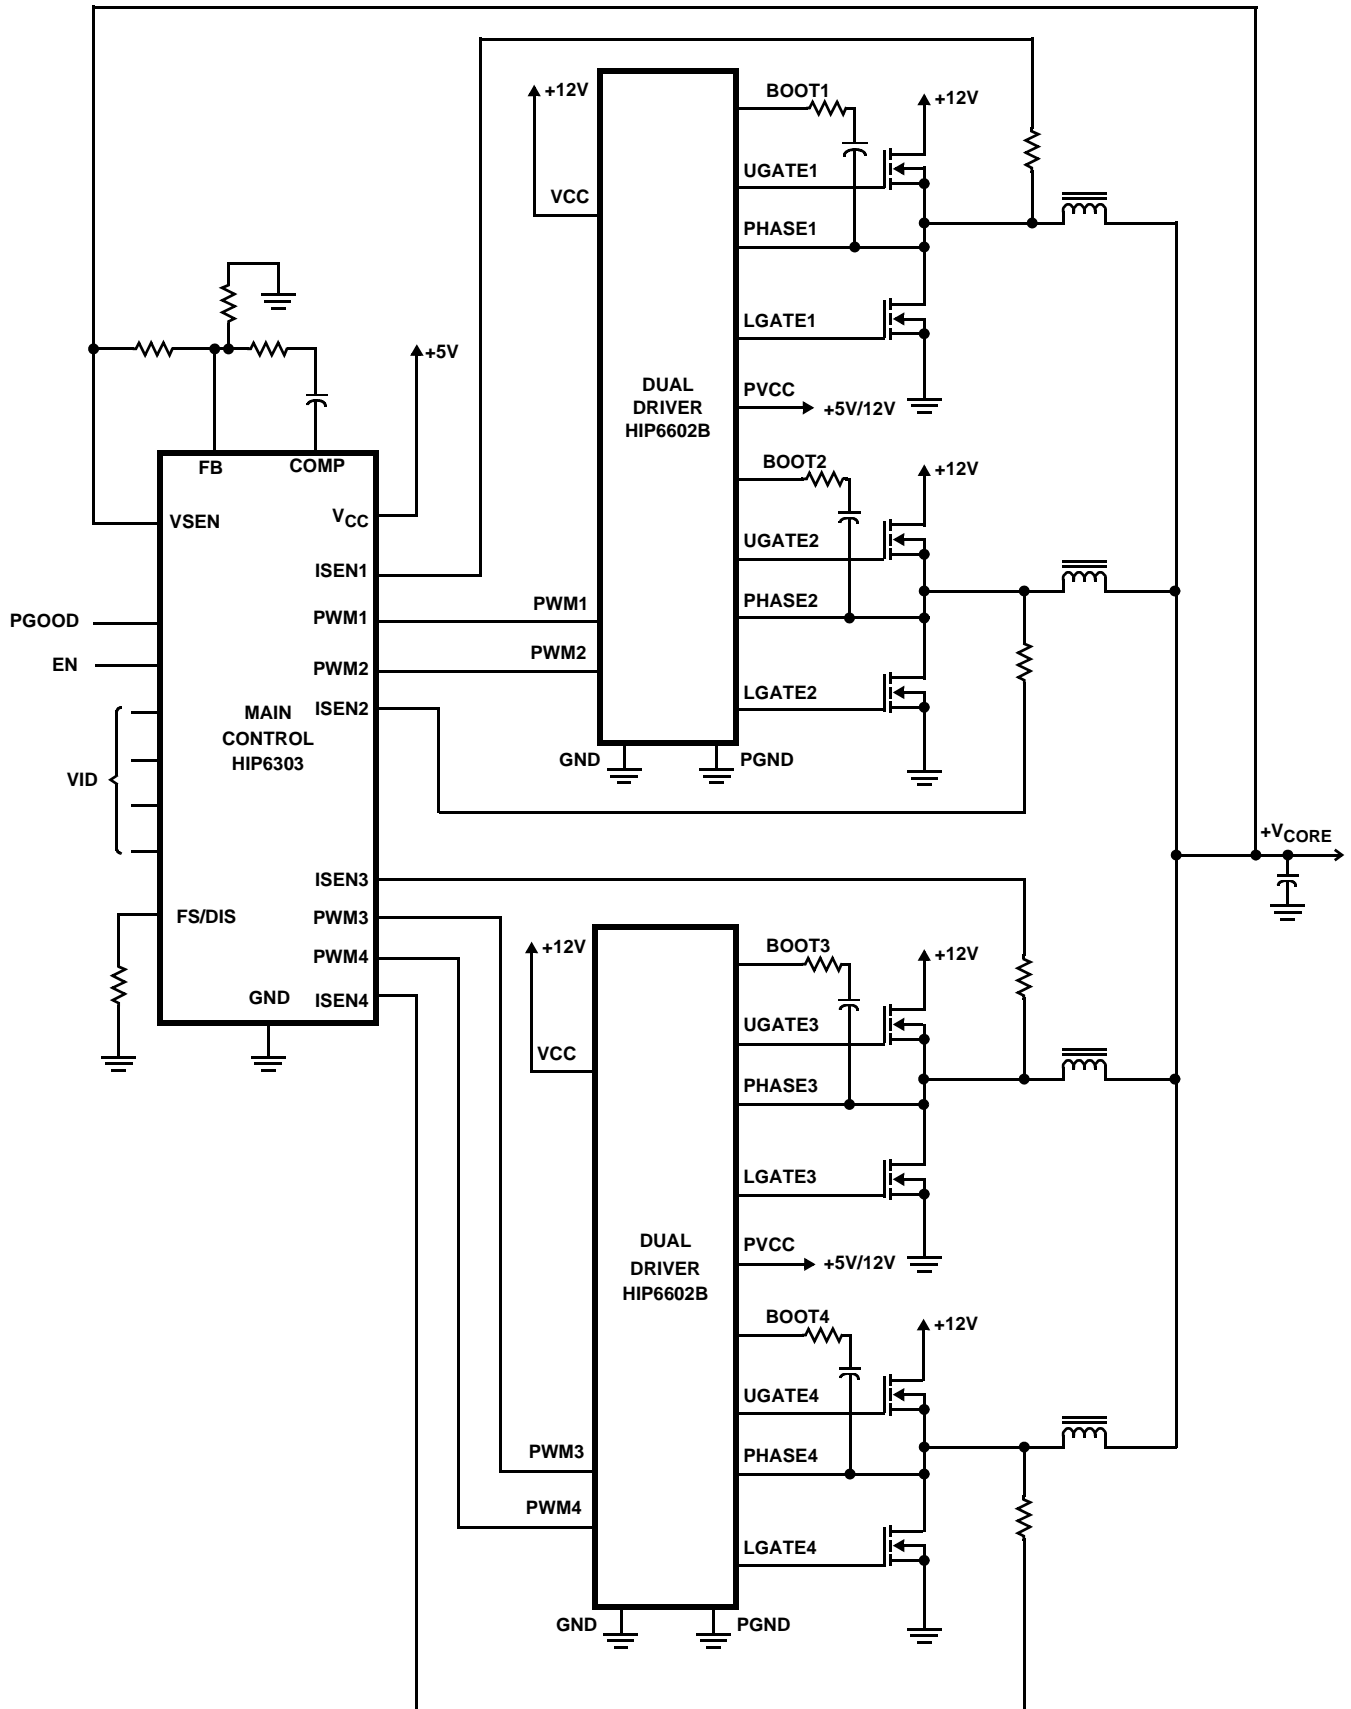 +12V
BOOT1
+12V
UGATE1
VCC
PHASE1
LGATE1
+5V
DUAL
DRIVER
HIP6602B
PVCC
+5V/12V
FB
COMP
BOOT2
+12V
VSEN
VCC
UGATE2
ISEN1
PHASE2
PWM1
PWM1
PGOOD
PWM2
PWM2
EN
LGATE2
ISEN2
MAIN
CONTROL
HIP6303
GND
PGND
VID
+VCORE
ISEN3
FS/DIS
PWM3
+12V
BOOT3
+12V
PWM4
GND
ISEN4
UGATE3
VCC
PHASE3
LGATE3
DUAL
DRIVER
HIP6602B
PVCC
+5V/12V
BOOT4
+12V
UGATE4
PWM3
PHASE4
PWM4
LGATE4
GND
PGND